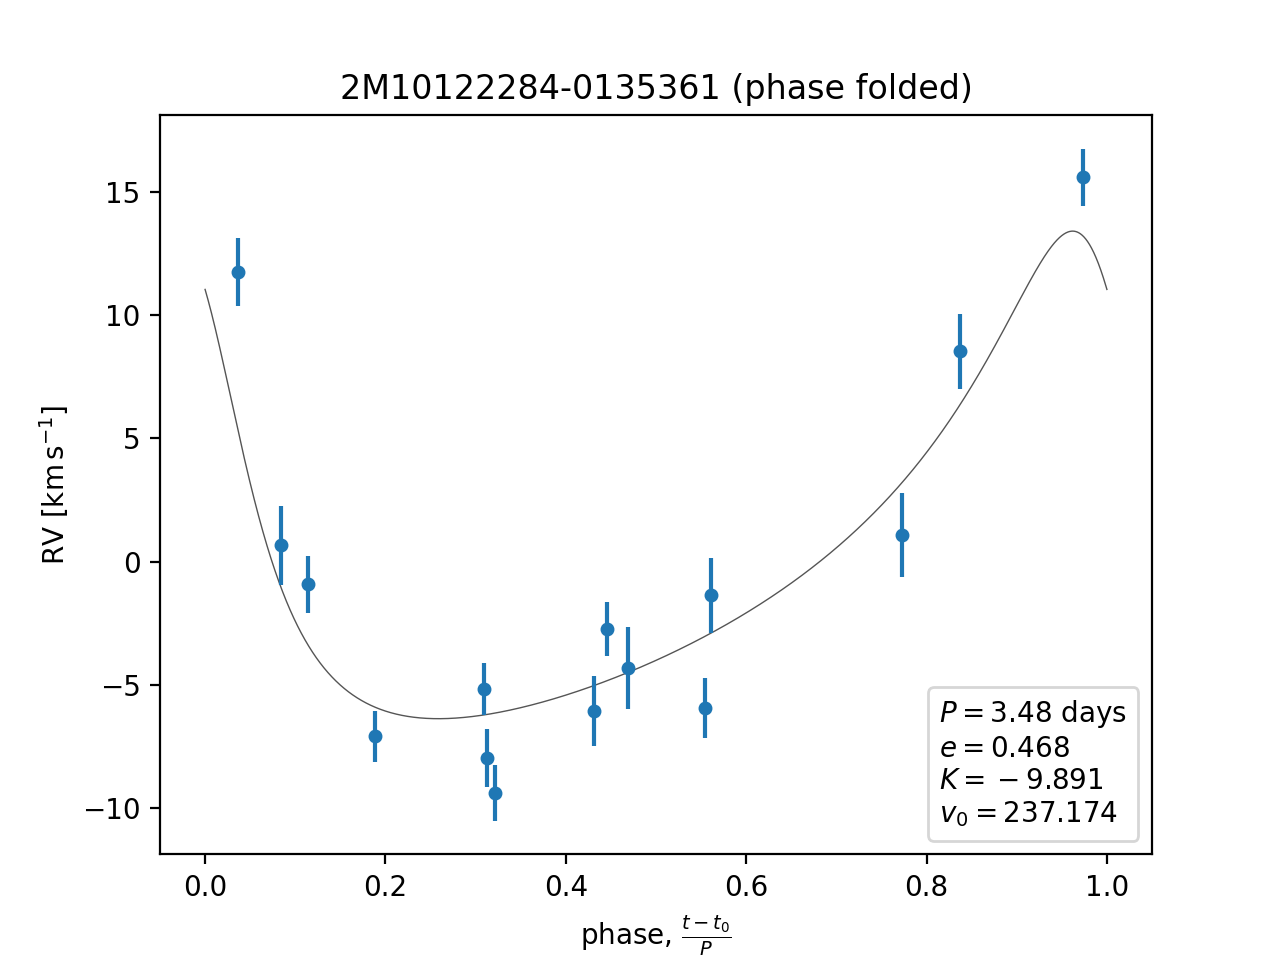 2M10122284-0135361 (phase folded)
15
10
5
0
−5
−10
RV [km s⁻¹]
P = 3.48 days
e = 0.468
K = −9.891
v₀ = 237.174
0.0 0.2 0.4 0.6 0.8 1.0
phase, (t − t₀)/P